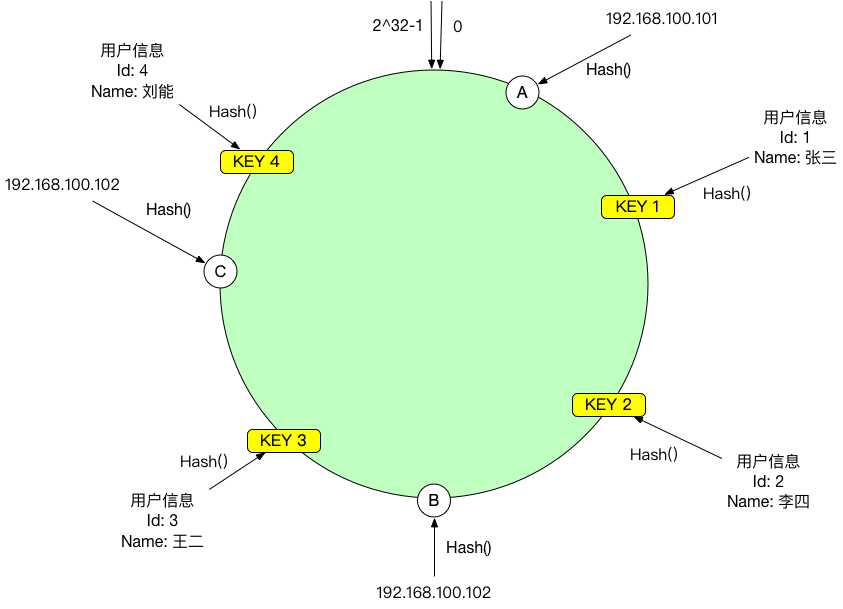 2^32-1
0
192.168.100.101
Hash()
A
用户信息
Id: 4
Name: 刘能
Hash()
KEY 4
用户信息
Id: 1
Name: 张三
Hash()
KEY 1
192.168.100.102
Hash()
C
KEY 2
Hash()
用户信息
Id: 2
Name: 李四
KEY 3
Hash()
用户信息
Id: 3
Name: 王二
B
Hash()
192.168.100.102